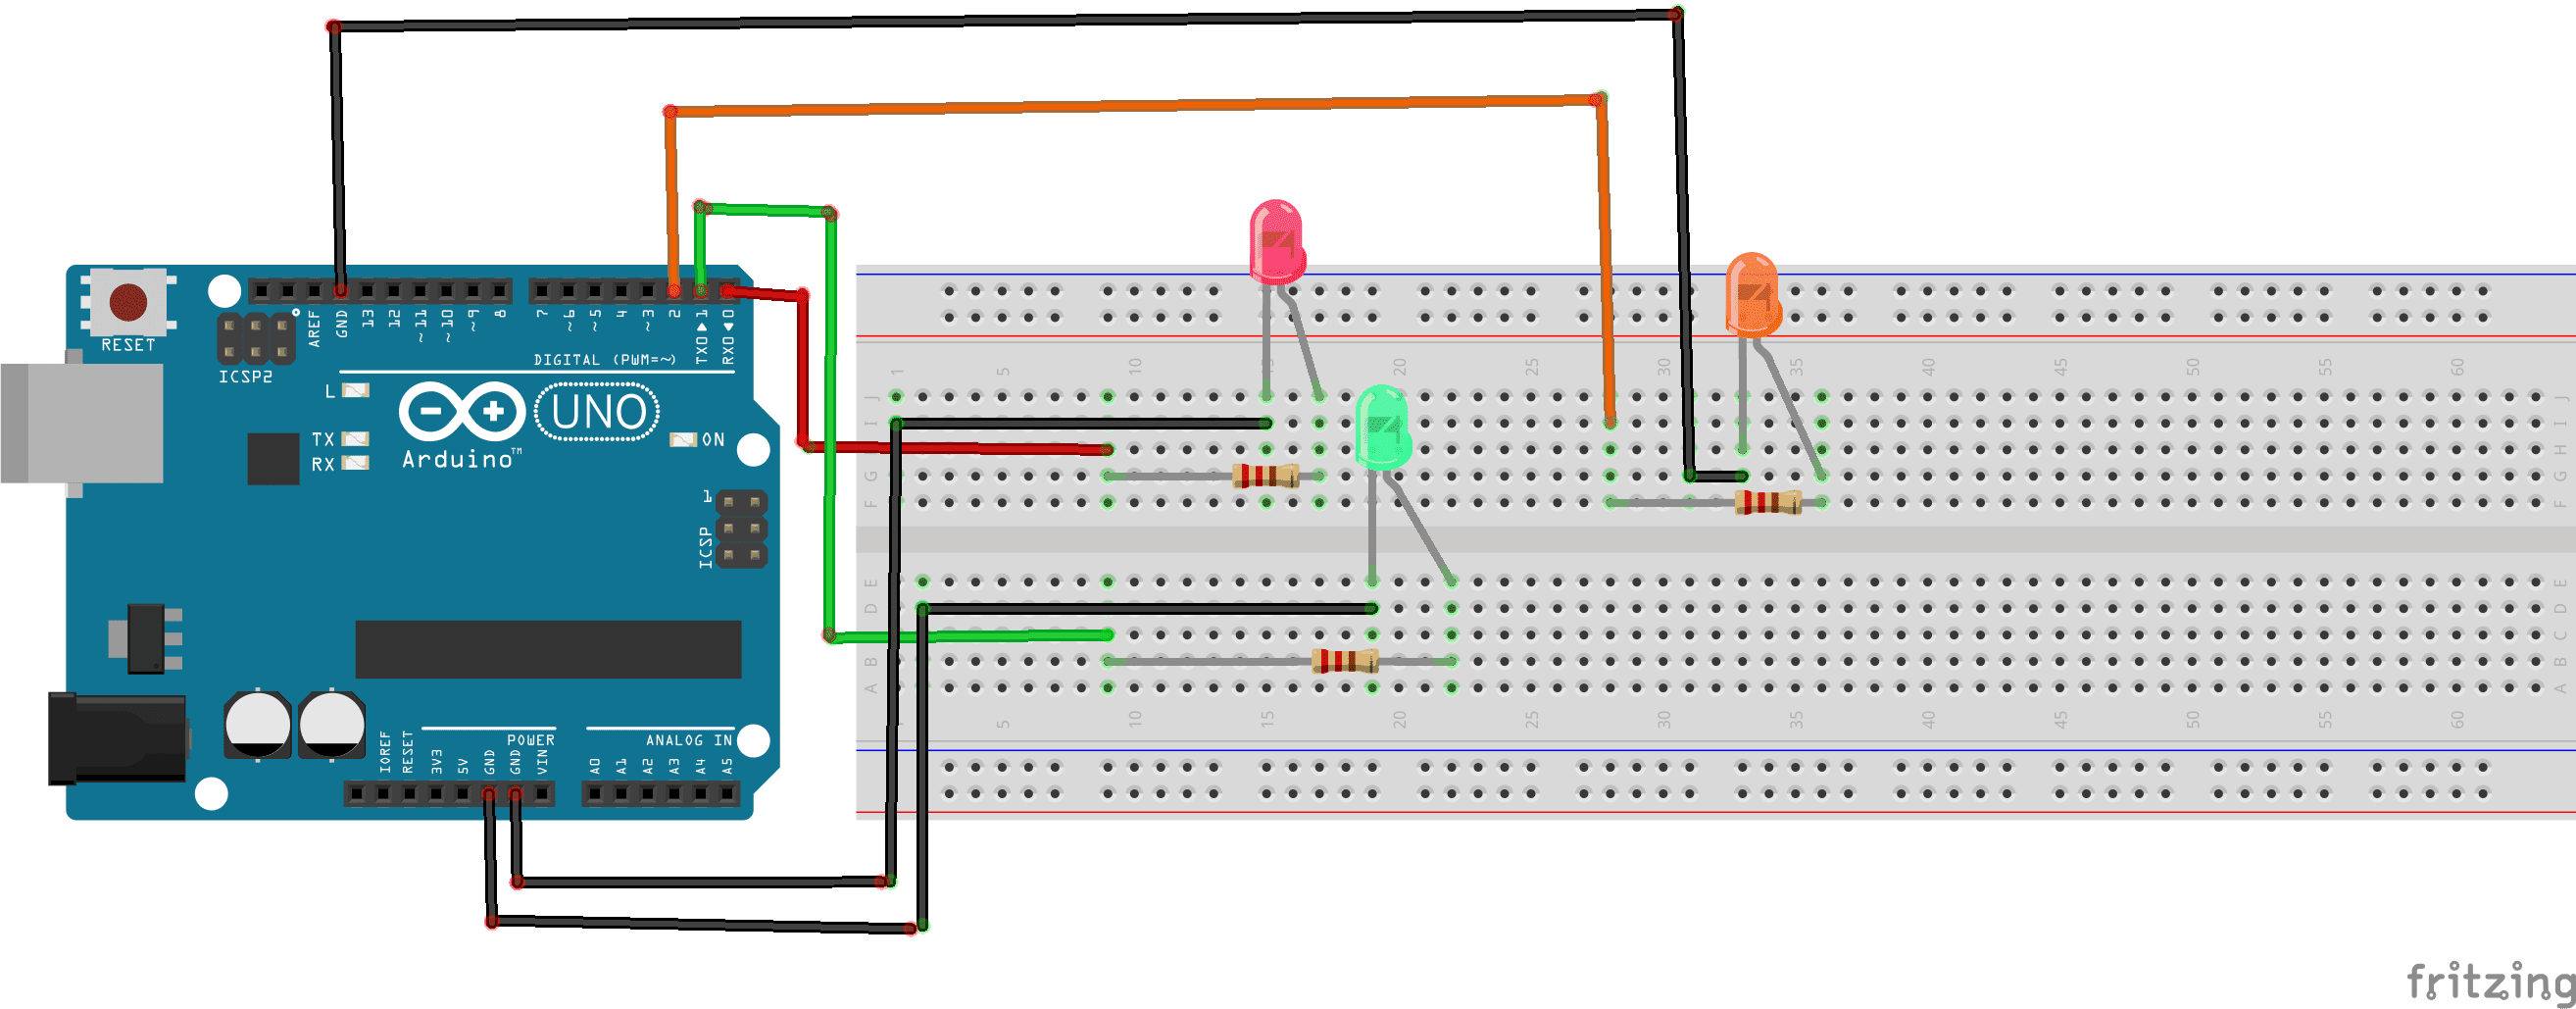 RESET
ICSP2
AREF
GND
13
12
~11
~10
~9
8
7
~6
~5
4
~3
2
TX0 ▶ 1
RX0 ◀ 0
DIGITAL (PWM=~)
L
TX
RX
UNO
Arduino™
ON
1
ICSP
POWER
ANALOG IN
IOREF
RESET
3V3
5V
GND
GND
VIN
A0
A1
A2
A3
A4
A5
1 5 10 15 20 25 30 35 40 45 50 55 60
J J
I I
H H
G G
F F
E E
D D
C C
B B
A A
1 5 10 15 20 25 30 35 40 45 50 55 60
fritzing